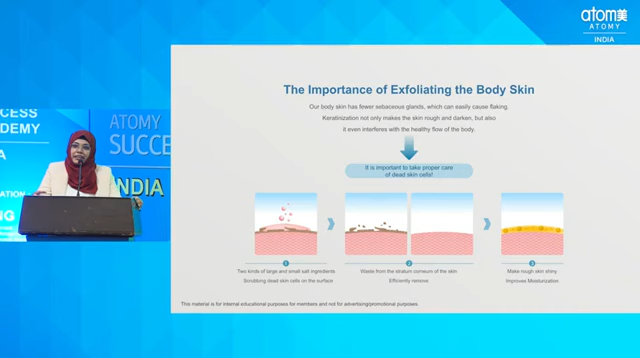 atom美
ATOMY
INDIA
The Importance of Exfoliating the Body Skin
Our body skin has fewer sebaceous glands, which can easily cause flaking.
Keratinization not only makes the skin rough and darken, but also
it even interferes with the healthy flow of the body.
It is important to take proper care
of dead skin cells!
1
Two kinds of large and small salt ingredients
Scrubbing dead skin cells on the surface
2
Waste from the stratum corneum of the skin
Efficiently remove
3
Make rough skin shiny
Improves Moisturization
This material is for internal educational purposes for members and not for advertising/promotional purposes.
CESS
DEMY
ATOMY
SUCCE
INDIA